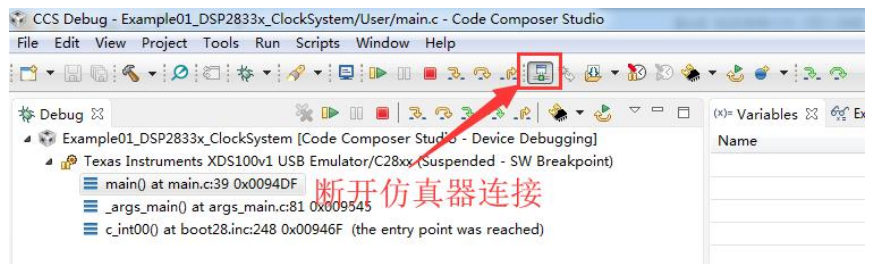 CCS Debug - Example01_DSP2833x_ClockSystem/User/main.c - Code Composer Studio
File Edit View Project Tools Run Scripts Window Help
Debug
(x)= Variables
Ex
Example01_DSP2833x_ClockSystem [Code Composer Studio - Device Debugging]
Name
Texas Instruments XDS100v1 USB Emulator/C28xx (Suspended - SW Breakpoint)
main() at main.c:39 0x0094DF
断开仿真器连接
_args_main() at args_main.c:81 0x009545
c_int00() at boot28.inc:248 0x00946F (the entry point was reached)